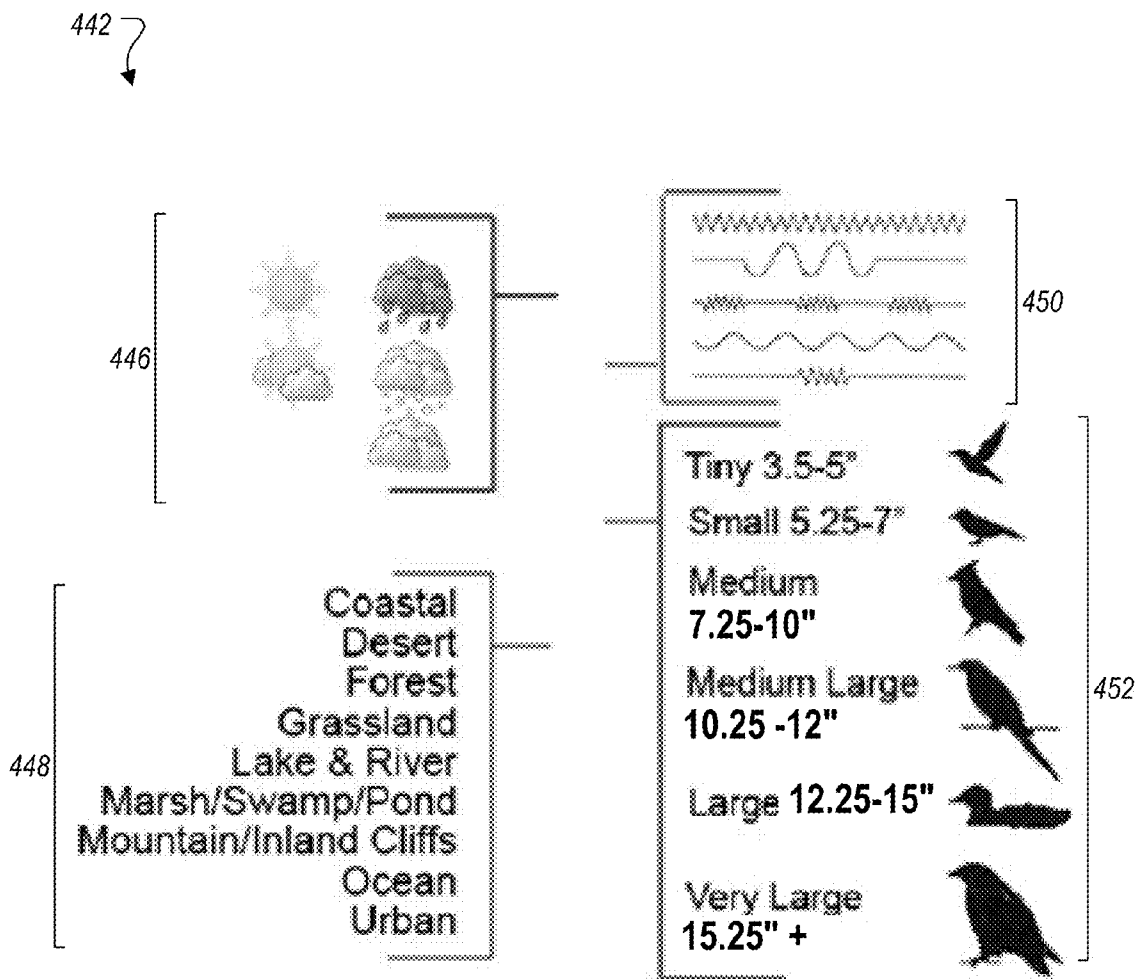 442
446
450
Tiny 3.5-5"
Small 5.25-7"
Medium
7.25-10"
Medium Large
10.25 -12"
Large 12.25-15"
Very Large
15.25" +
452
448
Coastal
Desert
Forest
Grassland
Lake & River
Marsh/Swamp/Pond
Mountain/Inland Cliffs
Ocean
Urban